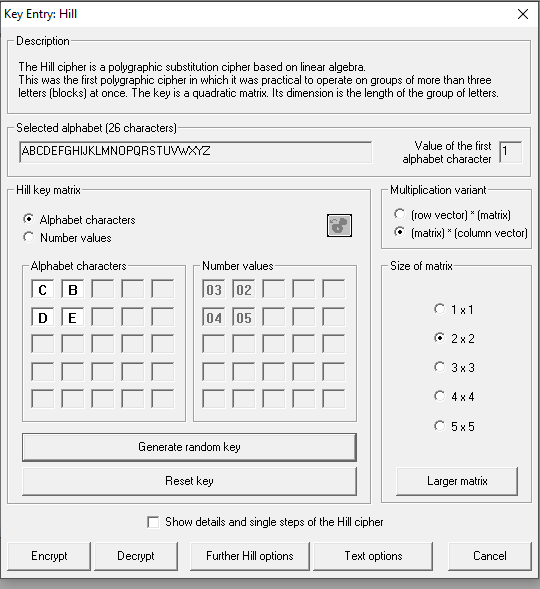 Key Entry: Hill
Description
The Hill cipher is a polygraphic substitution cipher based on linear algebra.
This was the first polygraphic cipher in which it was practical to operate on groups of more than three
letters (blocks) at once. The key is a quadratic matrix. Its dimension is the length of the group of letters.
Selected alphabet (26 characters)
ABCDEFGHIJKLMNOPQRSTUVWXYZ
Value of the first
alphabet character
1
Hill key matrix
Alphabet characters
Number values
Multiplication variant
(row vector) * (matrix)
(matrix) * (column vector)
Alphabet characters
C B
D E
Number values
03 02
04 05
Size of matrix
1 x 1
2 x 2
3 x 3
4 x 4
5 x 5
Generate random key
Reset key
Larger matrix
Show details and single steps of the Hill cipher
Encrypt
Decrypt
Further Hill options
Text options
Cancel